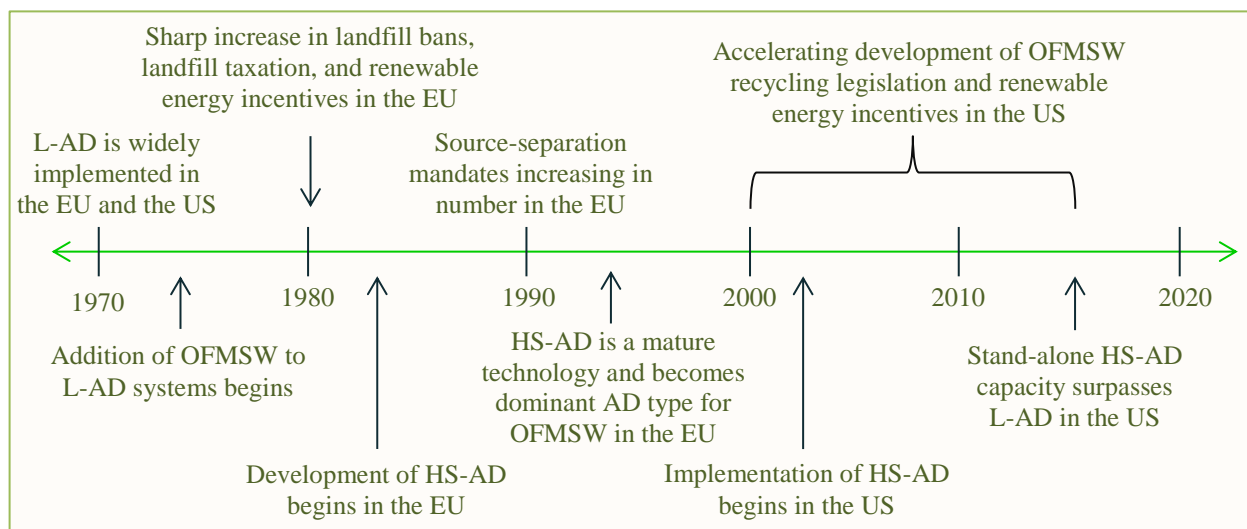 Sharp increase in landfill bans,
landfill taxation, and renewable
energy incentives in the EU
Accelerating development of OFMSW
recycling legislation and renewable
energy incentives in the US
L-AD is widely
implemented in
the EU and the US
Source-separation
mandates increasing in
number in the EU
1970
1980
1990
2000
2010
2020
Addition of OFMSW to
L-AD systems begins
HS-AD is a mature
technology and becomes
dominant AD type for
OFMSW in the EU
Stand-alone HS-AD
capacity surpasses
L-AD in the US
Development of HS-AD
begins in the EU
Implementation of HS-AD
begins in the US